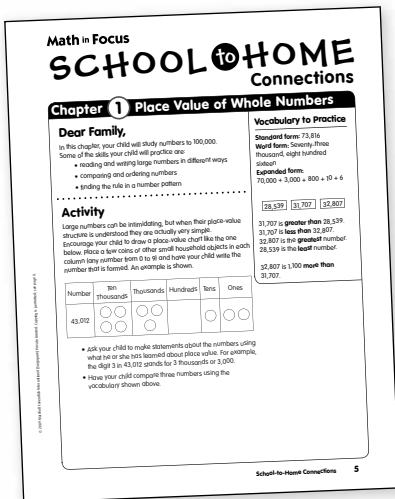 Math in Focus
SCHOOL to HOME
Connections
Chapter 1 Place Value of Whole Numbers
Dear Family,
In this chapter, your child will study numbers to 100,000.
Some of the skills your child will practice are:
• reading and writing large numbers in different ways
• comparing and ordering numbers
• finding the rule in a number pattern
Activity
Large numbers can be intimidating, but when their place-value
structure is understood they are actually very simple.
Encourage your child to draw a place-value chart like the one
below. Place a few coins or other small household objects in each
column (any number from 0 to 9) and have your child write the
number that is formed. An example is shown.
Number Ten Thousands Hundreds Tens Ones
Thousands
43,012
• Ask your child to make statements about the numbers using
what he or she has learned about place value. For example,
the digit 3 in 43,012 stands for 3 thousands or 3,000.
• Have your child compare three numbers using the
vocabulary shown above.
Vocabulary to Practice
Standard form: 73,816
Word form: Seventy-three
thousand, eight hundred
sixteen
Expanded form:
70,000 + 3,000 + 800 + 10 + 6
28,539 31,707 32,807
31,707 is greater than 28,539.
31,707 is less than 32,807.
32,807 is the greatest number.
28,539 is the least number.
32,807 is 1,100 more than
31,707.
School-to-Home Connections 5